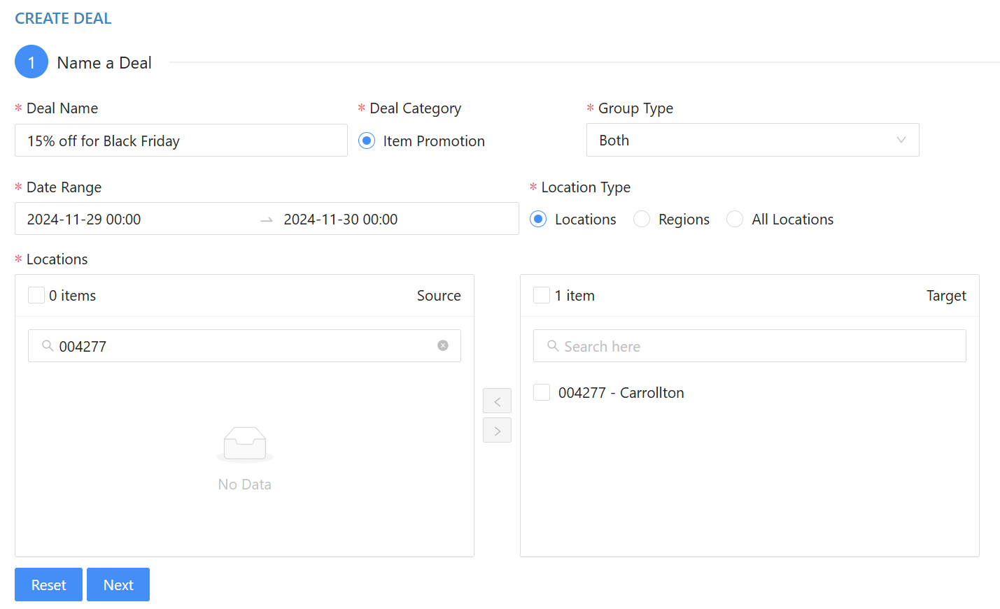 CREATE DEAL
1 Name a Deal
* Deal Name * Deal Category * Group Type
15% off for Black Friday Item Promotion Both
* Date Range * Location Type
2024-11-29 00:00 2024-11-30 00:00 Locations Regions All Locations
* Locations
0 items Source 1 item Target
004277 Search here
004277 - Carrollton
No Data
Reset Next